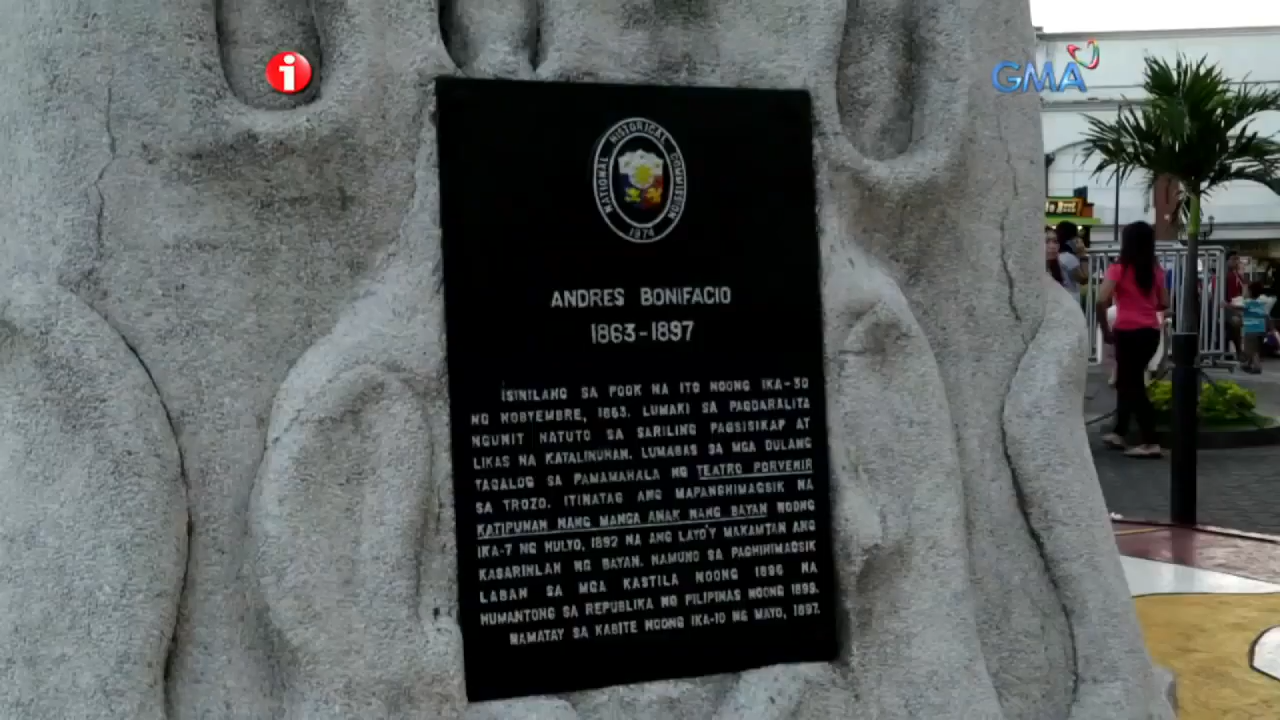 i
GMA
NATIONAL HISTORICAL COMMISSION
1974
ANDRES BONIFACIO
1863-1897
ISINILANG SA POOK NA ITO NOONG IKA-30
NG NOBYEMBRE, 1863. LUMAKI SA PAGDARALITA
NGUNIT NATUTO SA SARILING PAGSISIKAP AT
LIKAS NA KATALINUHAN. LUMABAS SA MGA DULANG
TAGALOG SA PAMAMAHALA NG TEATRO PORVENIR
SA TROZO. ITINATAG ANG MAPANGHIMAGSIK NA
KATIPUNAN NANG MANGA ANAK NANG BAYAN NOONG
IKA-7 NG HULYO, 1892 NA ANG LAYO'Y MAKAMTAN ANG
KASARINLAN NG BAYAN. NAMUNO SA PAGHIHIMAGSIK
LABAN SA MGA KASTILA NOONG 1896 NA
HUMANTONG SA REPUBLIKA NG PILIPINAS NOONG 1899.
NAMATAY SA KABITE NOONG IKA-10 NG MAYO, 1897.